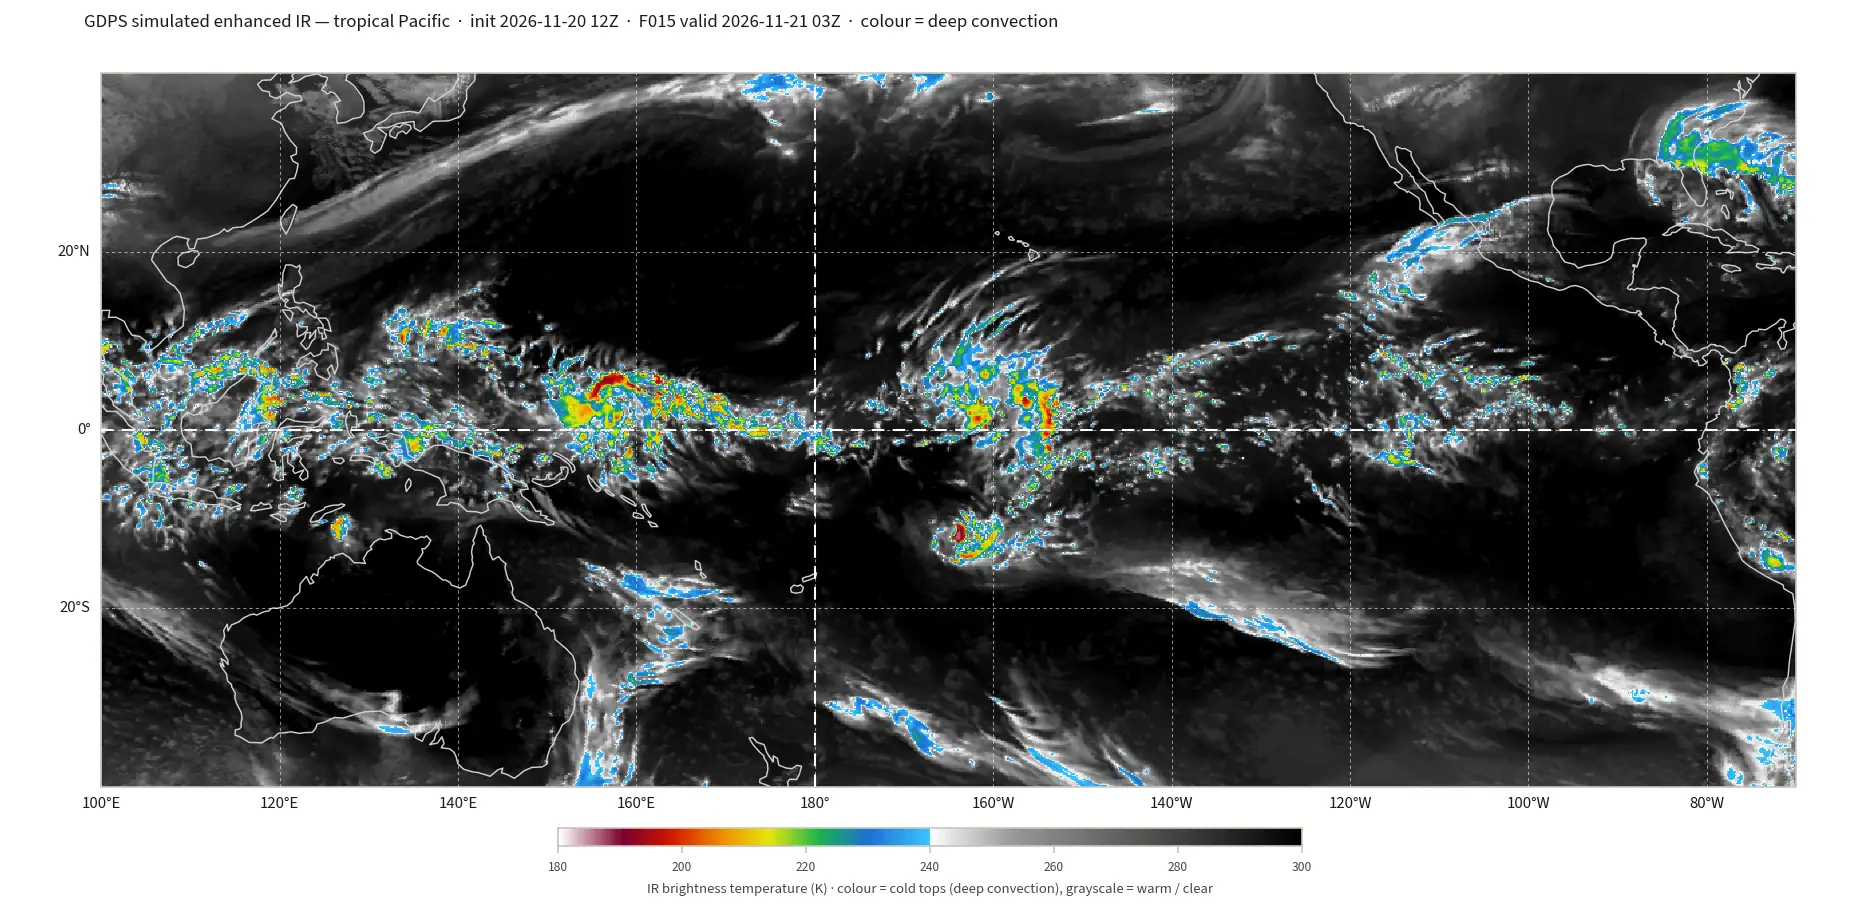 GDPS simulated enhanced IR — tropical Pacific · init 2026-11-20 12Z · F015 valid 2026-11-21 03Z · colour = deep convection
20°N
0°
20°S
100°E 120°E 140°E 160°E 180° 160°W 140°W 120°W 100°W 80°W
180 200 220 240 260 280 300
IR brightness temperature (K) · colour = cold tops (deep convection), grayscale = warm / clear